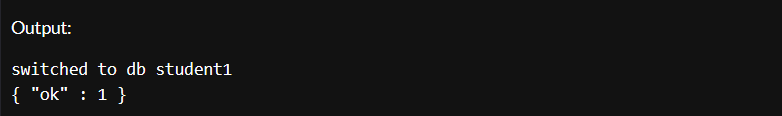 Output:
switched to db student1
{ "ok" : 1 }